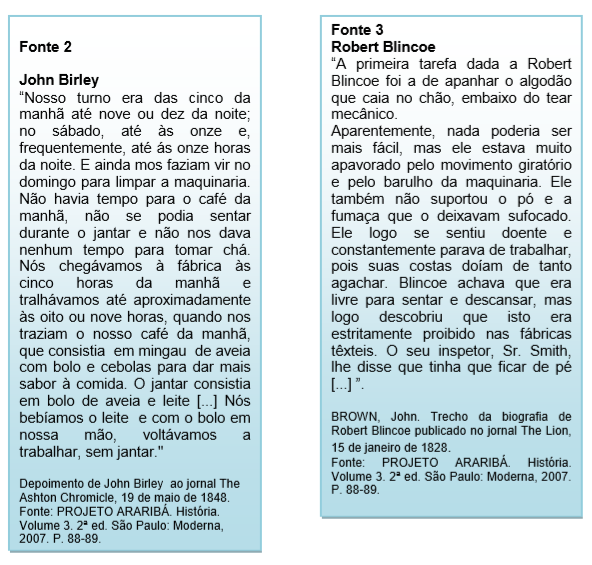 Fonte 2
John Birley
“Nosso turno era das cinco da
manhã até nove ou dez da noite;
no sábado, até às onze e,
frequentemente, até ás onze horas
da noite. E ainda mos faziam vir no
domingo para limpar a maquinaria.
Não havia tempo para o café da
manhã, não se podia sentar
durante o jantar e não nos dava
nenhum tempo para tomar chá.
Nós chegávamos à fábrica às
cinco horas da manhã e
tralhávamos até aproximadamente
às oito ou nove horas, quando nos
traziam o nosso café da manhã,
que consistia em mingau de aveia
com bolo e cebolas para dar mais
sabor à comida. O jantar consistia
em bolo de aveia e leite [...] Nós
bebíamos o leite e com o bolo em
nossa mão, voltávamos a
trabalhar, sem jantar."
Depoimento de John Birley ao jornal The
Ashton Chromicle, 19 de maio de 1848.
Fonte: PROJETO ARARIBÁ. História.
Volume 3. 2ª ed. São Paulo: Moderna,
2007. P. 88-89.
Fonte 3
Robert Blincoe
“A primeira tarefa dada a Robert
Blincoe foi a de apanhar o algodão
que caia no chão, embaixo do tear
mecânico.
Aparentemente, nada poderia ser
mais fácil, mas ele estava muito
apavorado pelo movimento giratório
e pelo barulho da maquinaria. Ele
também não suportou o pó e a
fumaça que o deixavam sufocado.
Ele logo se sentiu doente e
constantemente parava de trabalhar,
pois suas costas doíam de tanto
agachar. Blincoe achava que era
livre para sentar e descansar, mas
logo descobriu que isto era
estritamente proibido nas fábricas
têxteis. O seu inspetor, Sr. Smith,
lhe disse que tinha que ficar de pé
[...] ”.
BROWN, John. Trecho da biografia de
Robert Blincoe publicado no jornal The Lion,
15 de janeiro de 1828.
Fonte: PROJETO ARARIBÁ. História.
Volume 3. 2ª ed. São Paulo: Moderna, 2007.
P. 88-89.